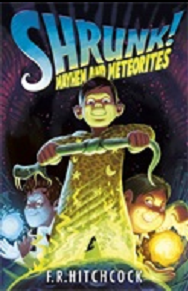 SHRUNK!
MAYHEM AND METEORITES
F.R.HITCHCOCK